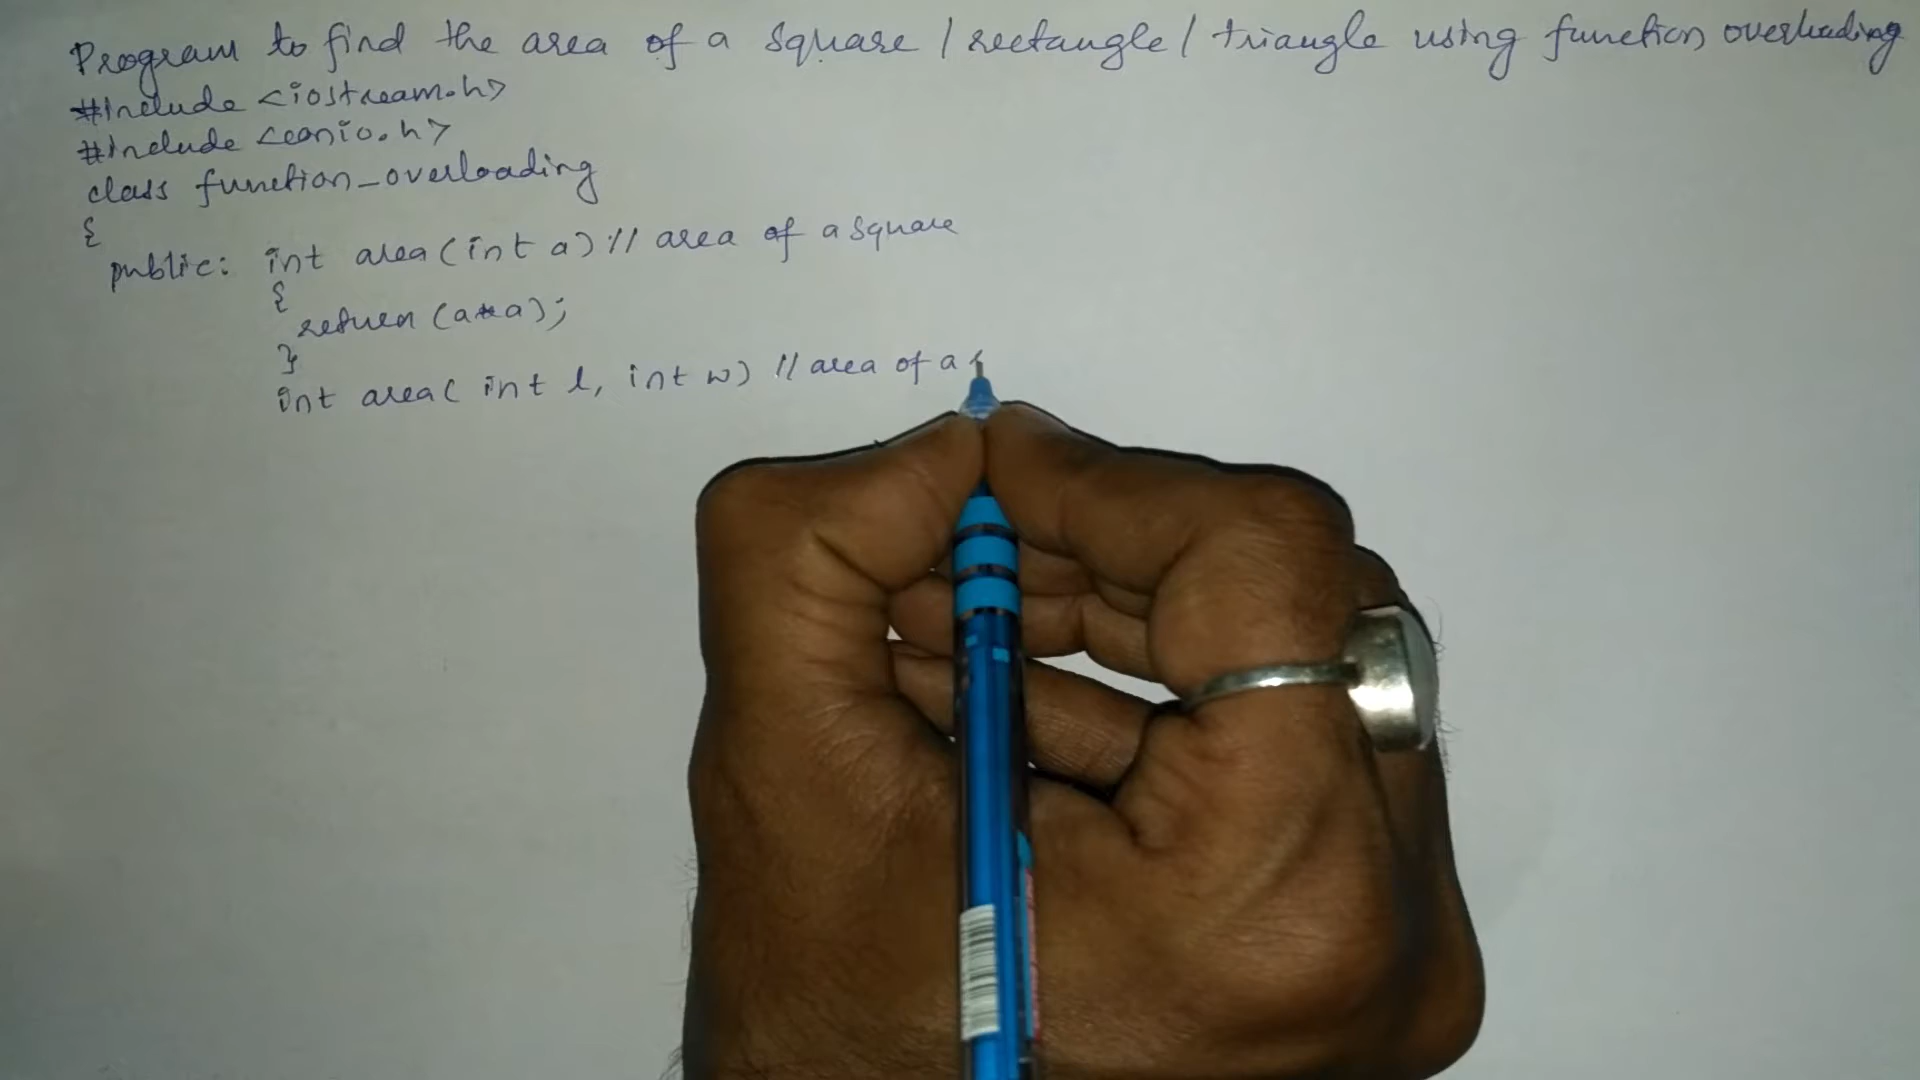 Program to find the area of a square / rectangle / triangle using function overloading
#include <iostream.h>
#include <conio.h>
class function_overloading
{
public: int area(int a) // area of a square
{
return (a*a);
}
int area( int l, int w) // area of a